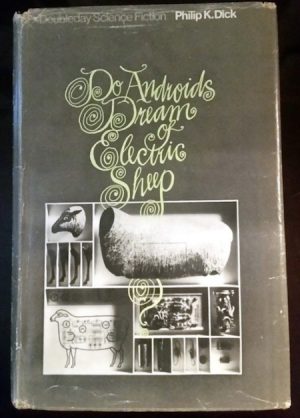 Doubleday Science Fiction Philip K. Dick
Do Androids
Dream
of
Electric
Sheep